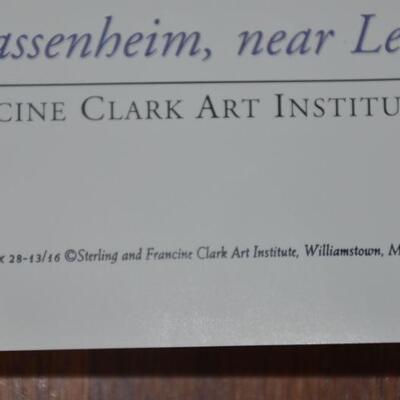 assenheim, near Le
CINE CLARK ART INSTITU
x 28-13/16 ©Sterling and Francine Clark Art Institute, Williamstown, M